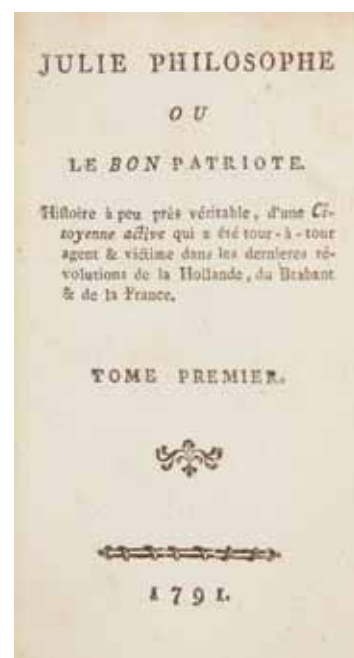 JULIE PHILOSOPHE
OU
LE BON PATRIOTE.
Histoire à peu près véritable, d'une Ci-
toyenne active qui a été tour-à-tour
agent & victime dans les dernieres ré-
volutions de la Hollande, du Brabant
& de la France.
TOME PREMIER.
1791.